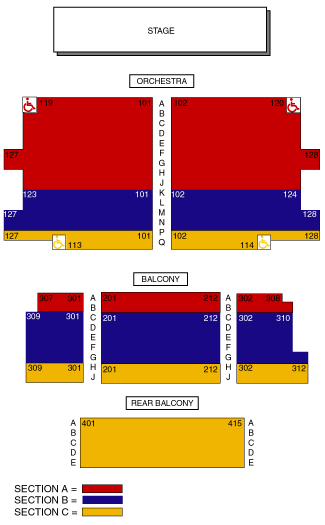 STAGE
ORCHESTRA
119 101 A 102 120
B
C
D
E
127 F 128
G
H
J
123 101 K 102 124
L
127 M 128
N
127 101 P 102 128
113 Q 114
BALCONY
307 301 A 201 212 A 302 308
B B
309 301 C 201 212 C 302 310
D D
E E
F F
G G
309 301 H 201 212 H 302 312
J J
REAR BALCONY
A 401 415 A
B B
C C
D D
E E
SECTION A =
SECTION B =
SECTION C =